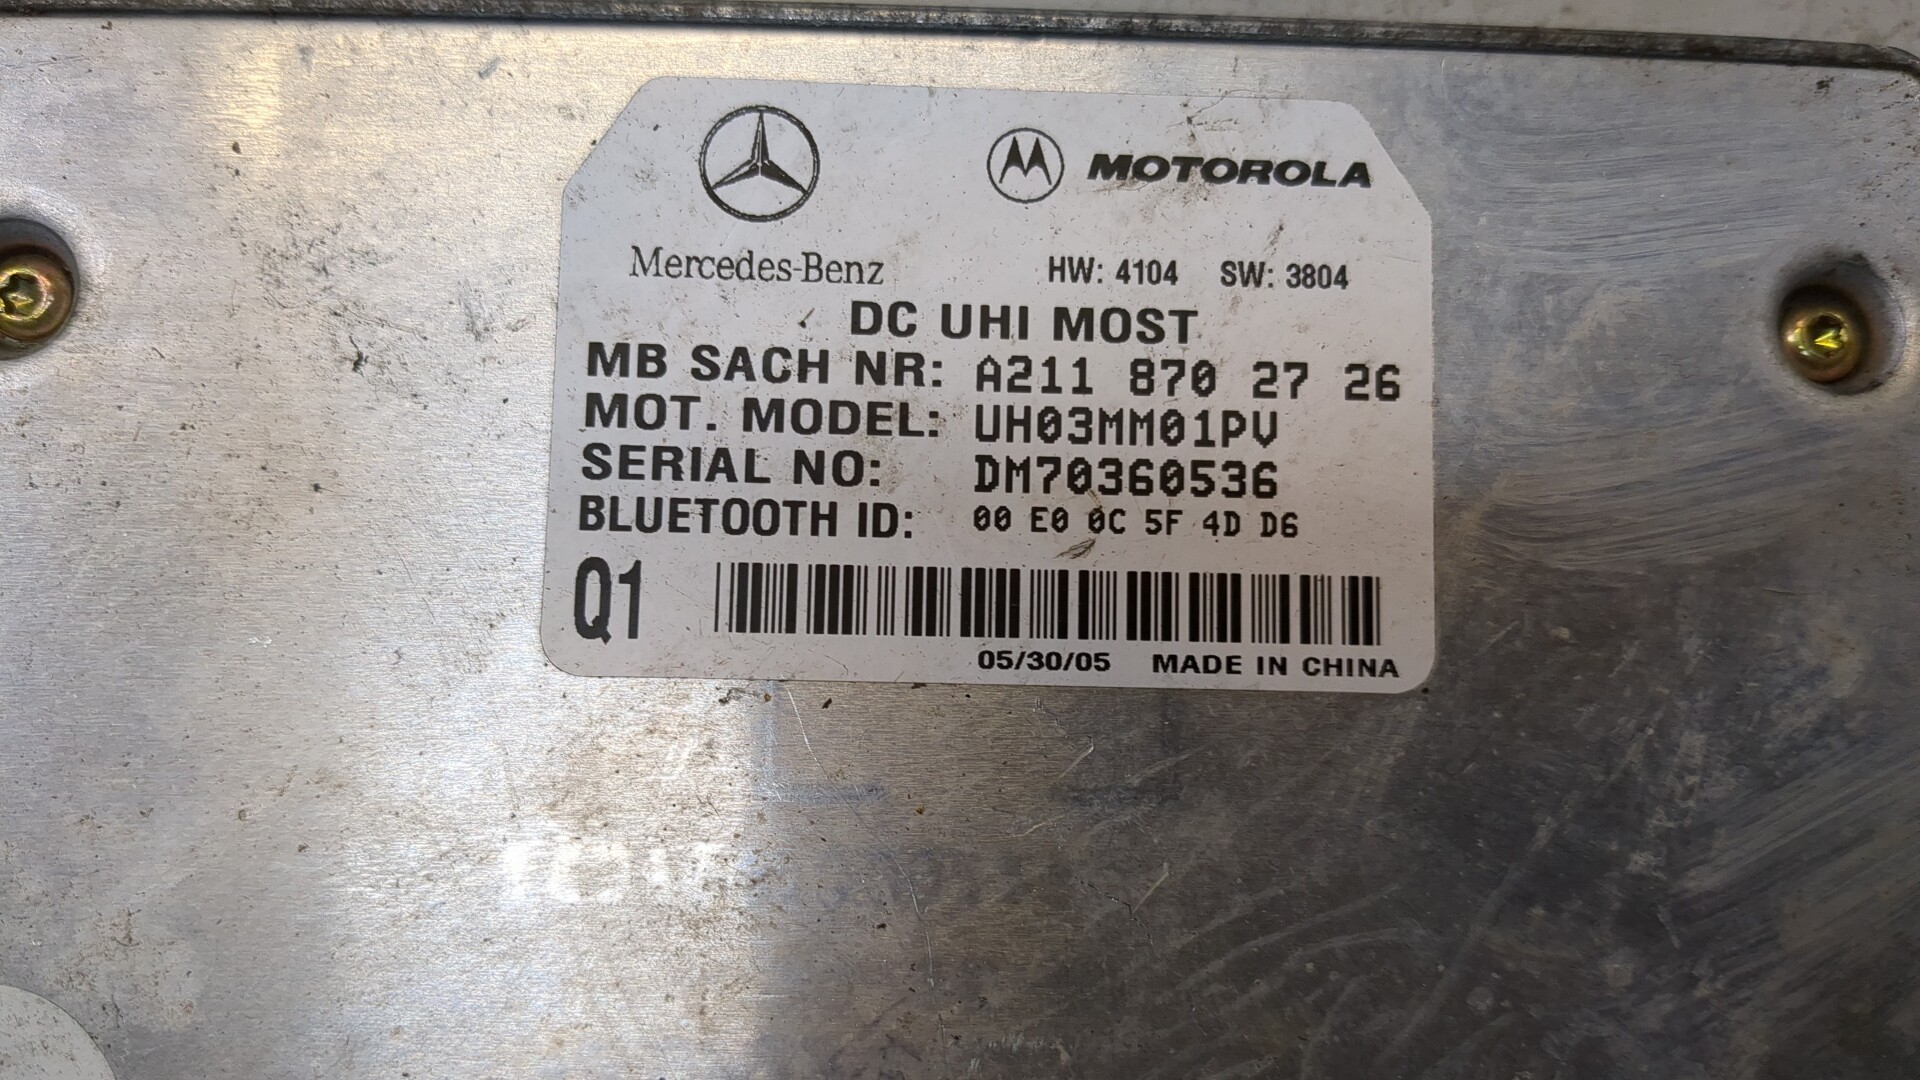 MOTOROLA
Mercedes-Benz
HW: 4104 SW: 3804
DC UHI MOST
MB SACH NR: A211 870 27 26
MOT. MODEL: UH03MM01PV
SERIAL NO: DM70360536
BLUETOOTH ID: 00 E0 0C 5F 4D D6
Q1
05/30/05 MADE IN CHINA